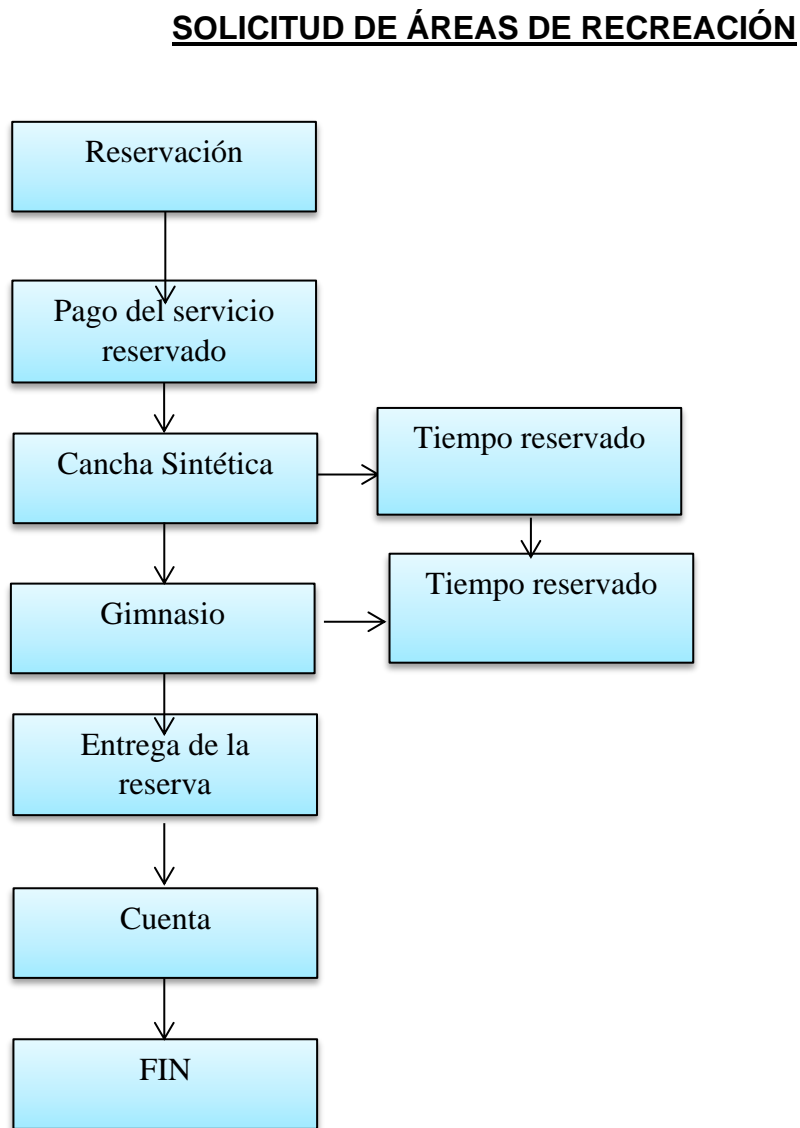 SOLICITUD DE ÁREAS DE RECREACIÓN
Reservación
Pago del servicio
reservado
Cancha Sintética
Tiempo reservado
Gimnasio
Tiempo reservado
Entrega de la
reserva
Cuenta
FIN